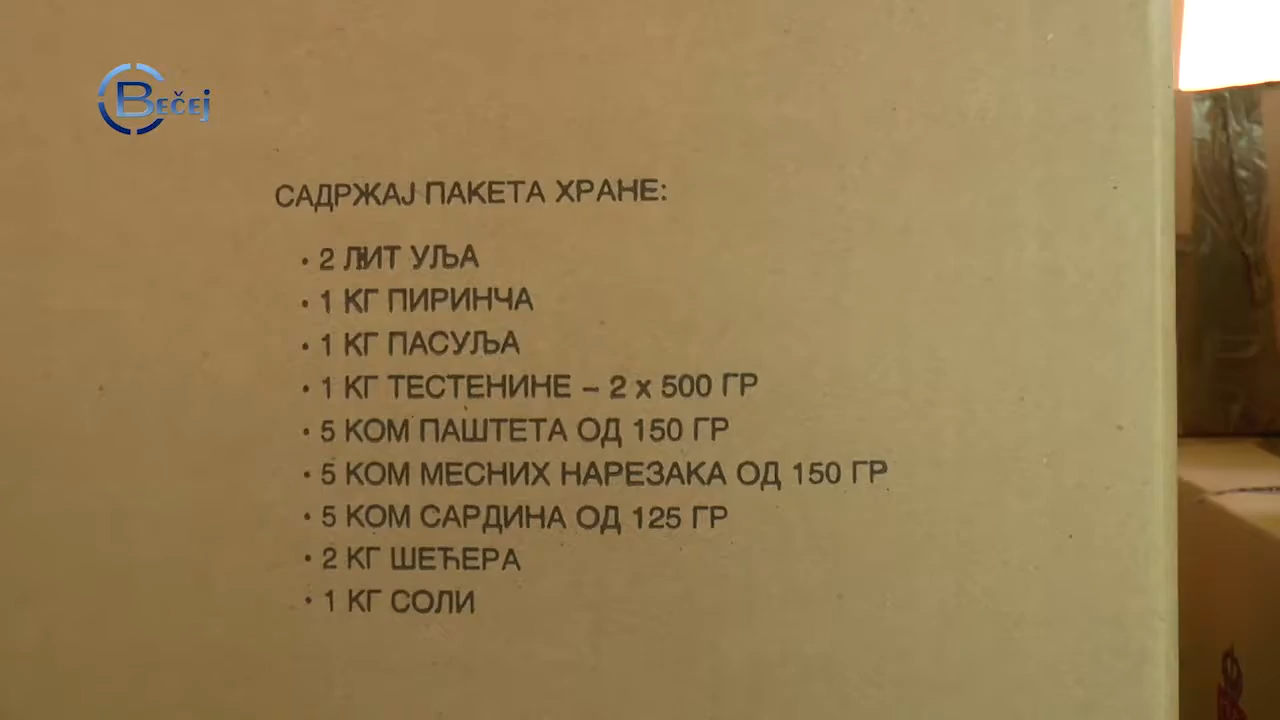 Bečej
САДРЖАЈ ПАКЕТА ХРАНЕ:
• 2 ЛИТ УЉА
• 1 КГ ПИРИНЧА
• 1 КГ ПАСУЉА
• 1 КГ ТЕСТЕНИНЕ – 2 x 500 ГР
• 5 КОМ ПАШТЕТА ОД 150 ГР
• 5 КОМ МЕСНИХ НАРЕЗАКА ОД 150 ГР
• 5 КОМ САРДИНА ОД 125 ГР
• 2 КГ ШЕЋЕРА
• 1 КГ СОЛИ